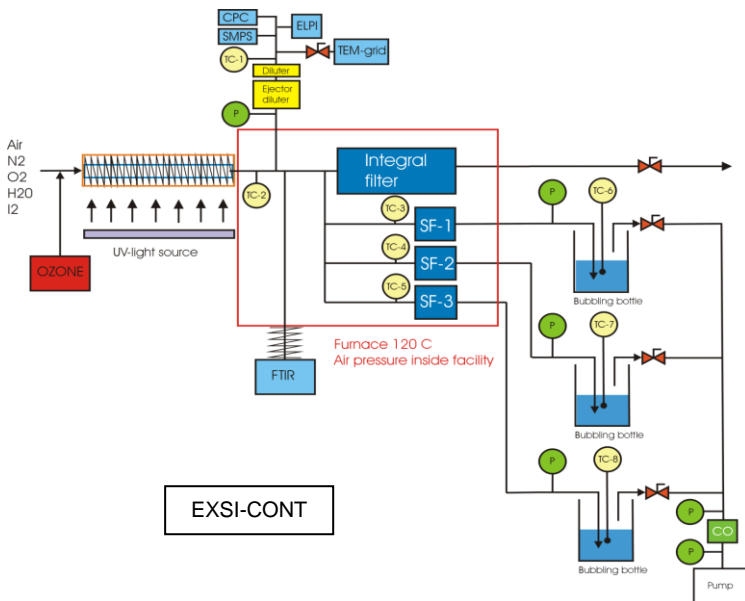 CPC
ELPI
SMPS
TC-1
TEM-grid
Diluter
Ejector
diluter
P
Air
N2
O2
H20
I2
Integral
filter
TC-2
TC-3
SF-1
TC-4
SF-2
TC-5
SF-3
P
TC-6
UV-light source
OZONE
Bubbling bottle
Furnace 120 C
Air pressure inside facility
P
TC-7
FTIR
Bubbling bottle
P
TC-8
EXSI-CONT
P
CO
P
Bubbling bottle
Pump